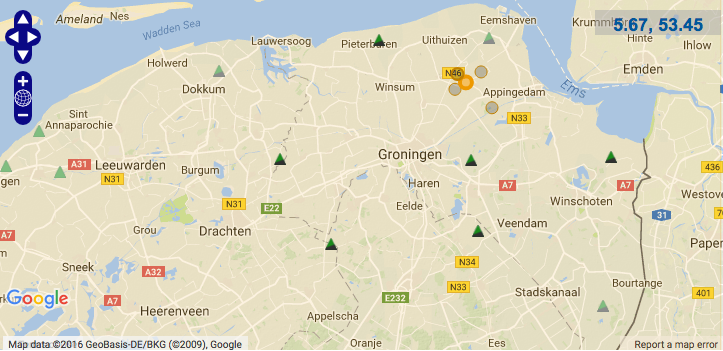 Ameland
Nes
Wadden Sea
Lauwersoog
Pieterburen
Uithuizen
Eemshaven
Krummhörn
Hinte
5.67, 53.45
Ihlow
Emden
Holwerd
Dokkum
Winsum
N46
Appingedam
Ems
N33
Sint
Annaparochie
A31
Leeuwarden
Burgum
N31
Groningen
Haren
A7
A7
436
Westove
31
Winschoten
E22
N31
Eelde
Veendam
Grou
Drachten
A7
Sneek
A32
N34
N33
Stadskanaal
Bourtange
Paper
401
Google
Heerenveen
E232
Appelscha
Oranje
Ees
Map data ©2016 GeoBasis-DE/BKG (©2009), Google
Report a map error